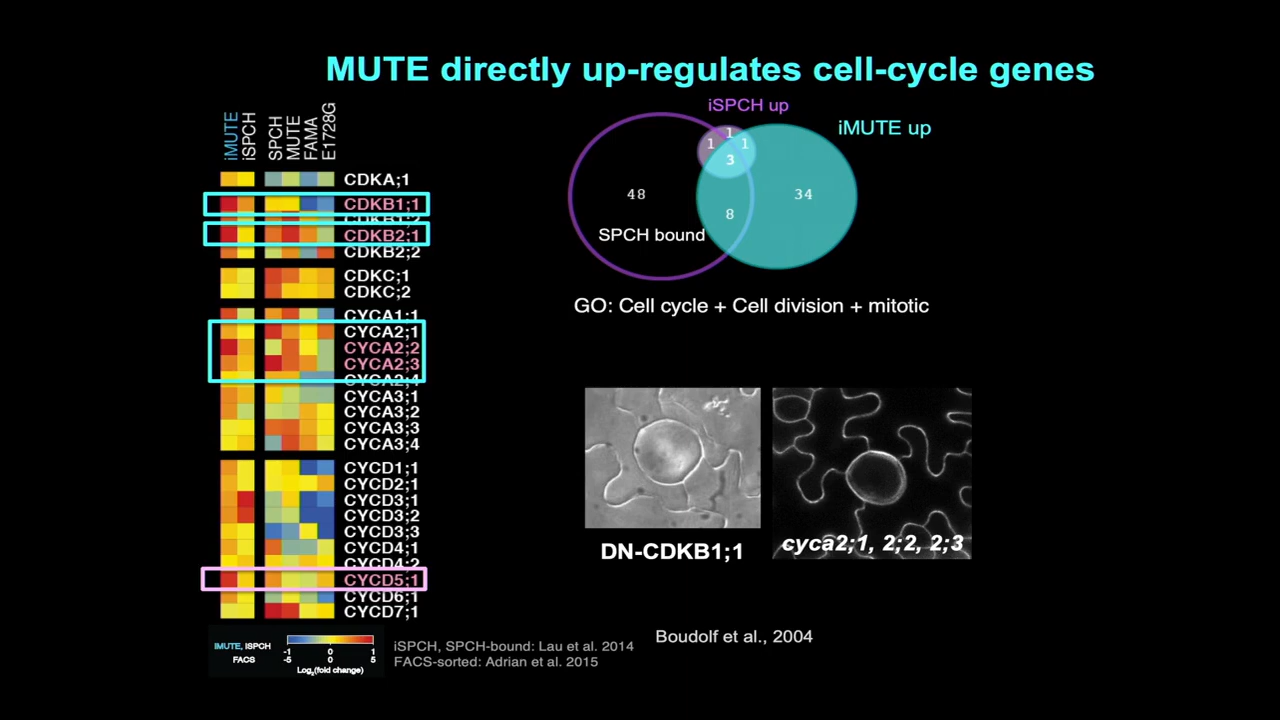 MUTE directly up-regulates cell-cycle genes
iMUTE
iSPCH
SPCH
MUTE
FAMA
E1728G
CDKA;1
CDKB1;1
CDKB1;2
CDKB2;1
CDKB2;2
CDKC;1
CDKC;2
CYCA1;1
CYCA2;1
CYCA2;2
CYCA2;3
CYCA2;4
CYCA3;1
CYCA3;2
CYCA3;3
CYCA3;4
CYCD1;1
CYCD2;1
CYCD3;1
CYCD3;2
CYCD3;3
CYCD4;1
CYCD4;2
CYCD5;1
CYCD6;1
CYCD7;1
iMUTE, iSPCH
FACS
-1 0 1
-5 0 5
Log2(fold change)
iSPCH, SPCH-bound: Lau et al. 2014
FACS-sorted: Adrian et al. 2015
iSPCH up
iMUTE up
1
1 1
3
48
34
8
SPCH bound
GO: Cell cycle + Cell division + mitotic
DN-CDKB1;1
cyca2;1, 2;2, 2;3
Boudolf et al., 2004